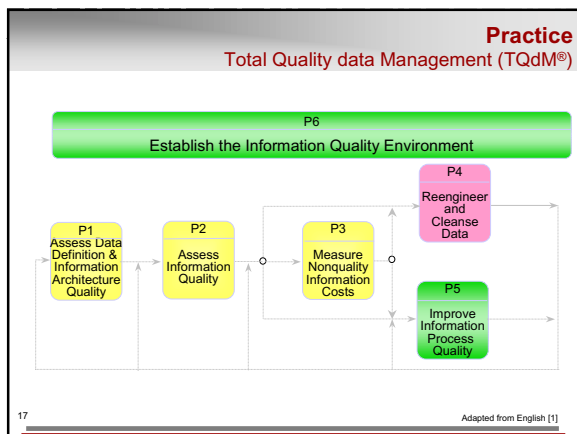 Practice
Total Quality data Management (TQdM®)
P6
Establish the Information Quality Environment
P4
Reengineer
and
Cleanse
Data
P1
Assess Data
Definition &
Information
Architecture
Quality
P2
Assess
Information
Quality
P3
Measure
Nonquality
Information
Costs
P5
Improve
Information
Process
Quality
17
Adapted from English [1]